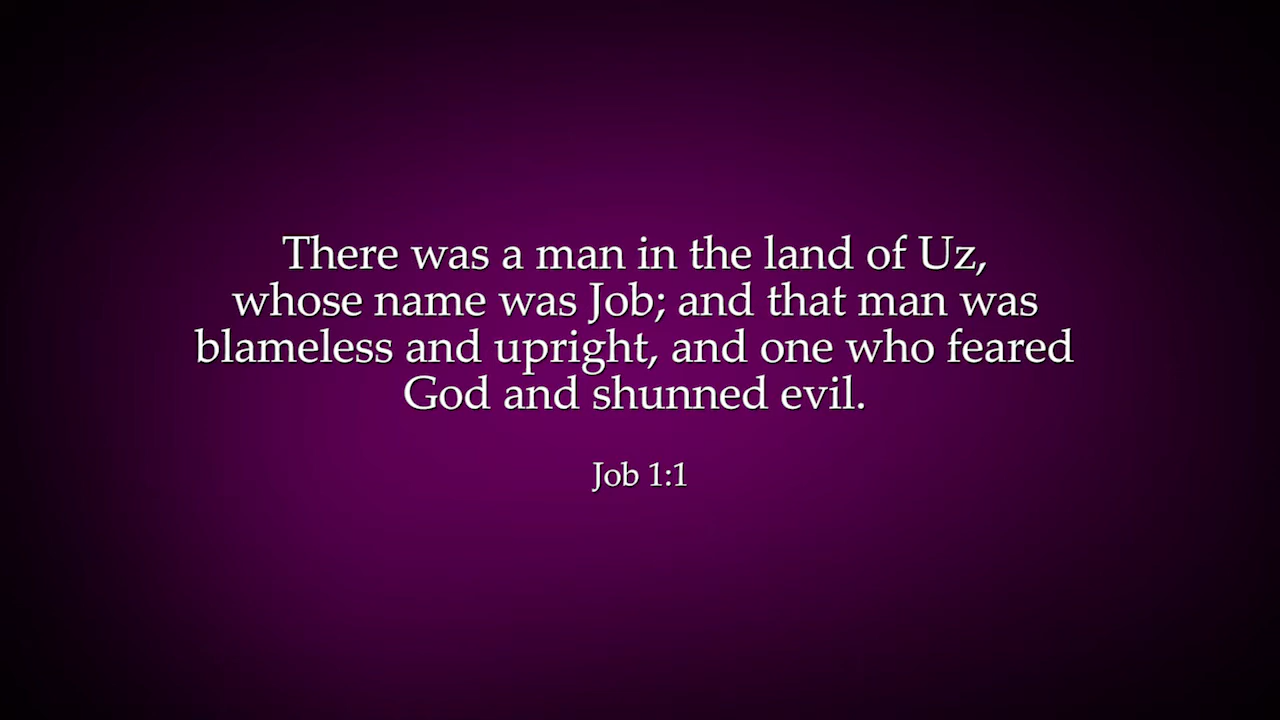 There was a man in the land of Uz,
whose name was Job; and that man was
blameless and upright, and one who feared
God and shunned evil.
Job 1:1